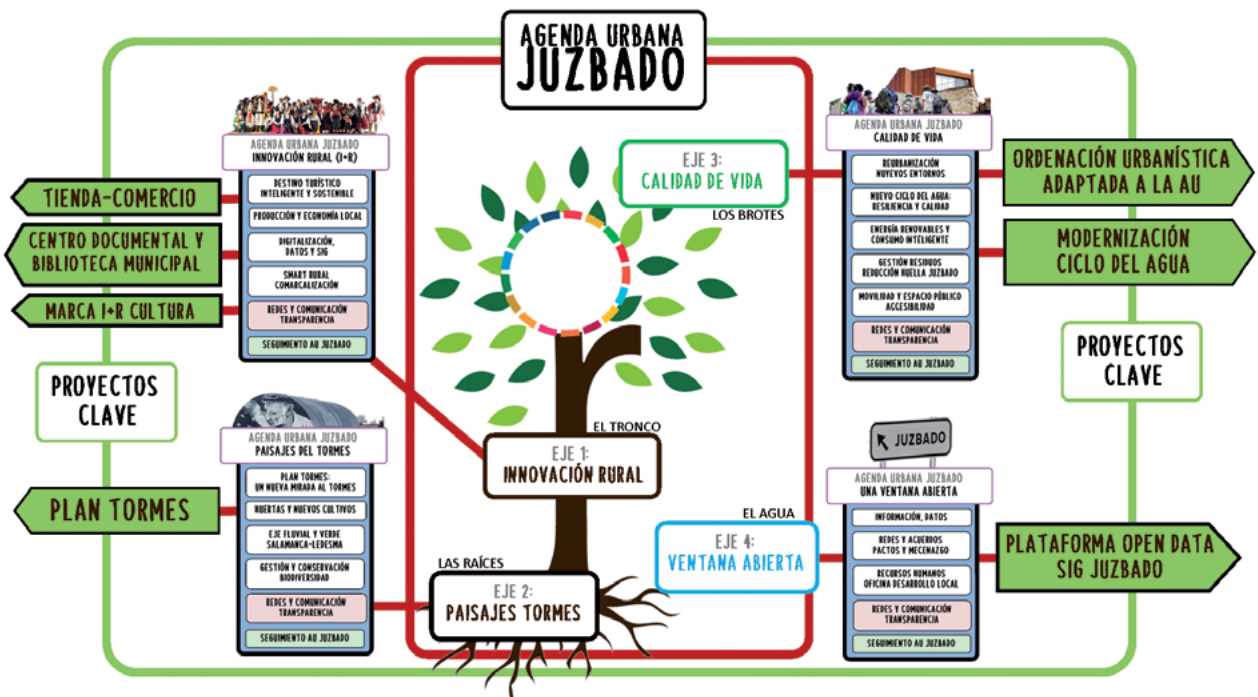 AGENDA URBANA
JUZBADO
AGENDA URBANA JUZBADO
INNOVACIÓN RURAL (I+R)
DESTINO TURÍSTICO
INTELIGENTE Y SOSTENIBLE
PRODUCCIÓN Y ECONOMÍA LOCAL
DIGITALIZACIÓN,
DATOS Y SIG
SMART RURAL
COMARCALIZACIÓN
REDES Y COMUNICACIÓN
TRANSPARENCIA
SEGUIMIENTO AU JUZBADO
TIENDA-COMERCIO
CENTRO DOCUMENTAL Y
BIBLIOTECA MUNICIPAL
MARCA I+R CULTURA
PROYECTOS
CLAVE
AGENDA URBANA JUZBADO
PAISAJES DEL TORMES
PLAN TORMES:
UN NUEVA MIRADA AL TORMES
HUERTAS Y NUEVOS CULTIVOS
EJE FLUVIAL Y VERDE
SALAMANCA-LEDESMA
GESTIÓN Y CONSERVACIÓN
BIODIVERSIDAD
REDES Y COMUNICACIÓN
TRANSPARENCIA
SEGUIMIENTO AU JUZBADO
PLAN TORMES
EJE 3:
CALIDAD DE VIDA
LOS BROTES
EL TRONCO
EJE 1:
INNOVACIÓN RURAL
EL AGUA
EJE 4:
VENTANA ABIERTA
LAS RAÍCES
EJE 2:
PAISAJES TORMES
AGENDA URBANA JUZBADO
CALIDAD DE VIDA
REURBANIZACIÓN
NUYEVOS ENTORNOS
NUEVO CICLO DEL AGUA:
RESILIENCIA Y CALIDAD
ENERGÍA RENOVABLES Y
CONSUMO INTELIGENTE
GESTIÓN RESIDUOS
REDUCCIÓN HUELLA JUZBADO
MOVILIDAD Y ESPACIO PÚBLICO
ACCESIBILIDAD
REDES Y COMUNICACIÓN
TRANSPARENCIA
SEGUIMIENTO AU JUZBADO
ORDENACIÓN URBANÍSTICA
ADAPTADA A LA AU
MODERNIZACIÓN
CICLO DEL AGUA
PROYECTOS
CLAVE
JUZBADO
AGENDA URBANA JUZBADO
UNA VENTANA ABIERTA
INFORMACIÓN, DATOS
REDES Y ACUERDOS
PACTOS Y MECENAZGO
RECURSOS HUMANOS
OFICINA DESARROLLO LOCAL
REDES Y COMUNICACIÓN
TRANSPARENCIA
SEGUIMIENTO AU JUZBADO
PLATAFORMA OPEN DATA
SIG JUZBADO